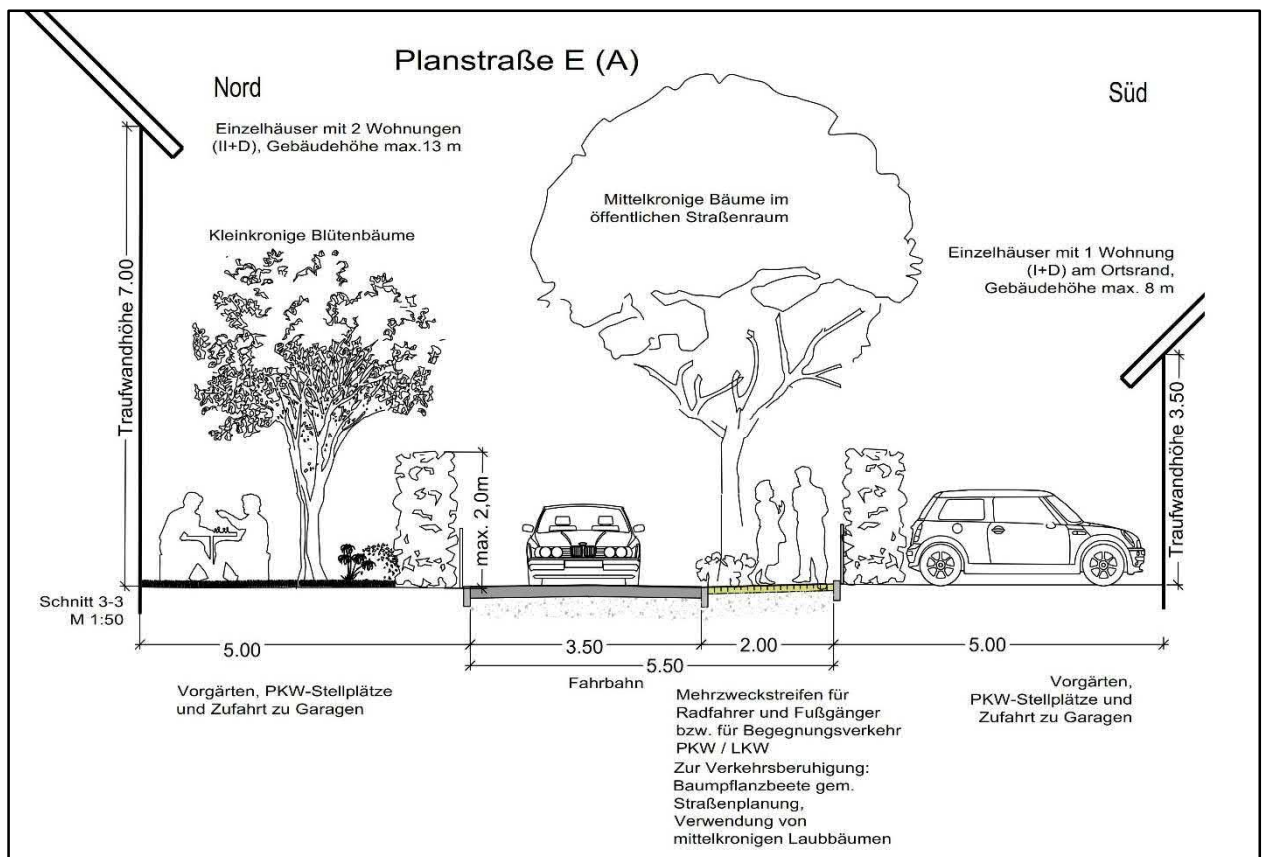 Planstraße E (A)
Nord
Süd
Einzelhäuser mit 2 Wohnungen
(II+D), Gebäudehöhe max.13 m
Mittelkronige Bäume im
öffentlichen Straßenraum
Kleinkronige Blütenbäume
Einzelhäuser mit 1 Wohnung
(I+D) am Ortsrand,
Gebäudehöhe max. 8 m
Traufwandhöhe 7.00
max. 2,0m
Traufwandhöhe 3.50
Schnitt 3-3
M 1:50
5.00
3.50
2.00
5.00
5.50
Fahrbahn
Vorgärten, PKW-Stellplätze
und Zufahrt zu Garagen
Mehrzweckstreifen für
Radfahrer und Fußgänger
bzw. für Begegnungsverkehr
PKW / LKW
Zur Verkehrsberuhigung:
Baumpflanzbeete gem.
Straßenplanung,
Verwendung von
mittelkronigen Laubbäumen
Vorgärten,
PKW-Stellplätze und
Zufahrt zu Garagen